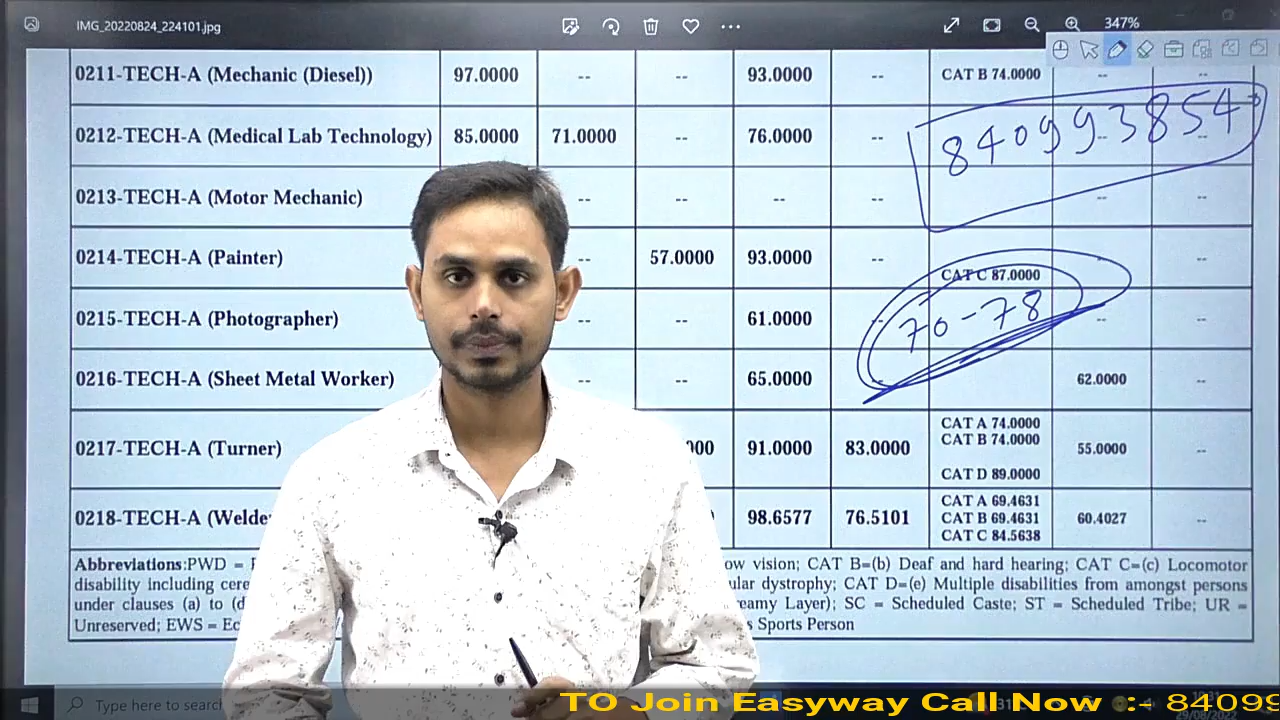 IMG_20220824_224101.jpg
347%
0211-TECH-A (Mechanic (Diesel)) 97.0000 -- -- 93.0000 -- CAT B 74.0000 -- --
0212-TECH-A (Medical Lab Technology) 85.0000 71.0000 -- 76.0000 -- -- --
8409938540
0213-TECH-A (Motor Mechanic) -- -- -- -- -- --
0214-TECH-A (Painter) -- 57.0000 93.0000 -- CAT C 87.0000 --
70-78
0215-TECH-A (Photographer) -- -- 61.0000 -- --
0216-TECH-A (Sheet Metal Worker) -- -- 65.0000 -- 62.0000 --
0217-TECH-A (Turner) 91.0000 83.0000 CAT A 74.0000 55.0000 --
CAT B 74.0000
CAT D 89.0000
0218-TECH-A 98.6577 76.5101 CAT A 69.4631 60.4027 --
CAT B 69.4631
CAT C 84.5638
Abbreviations:PWD = vision; CAT B=(b) Deaf and hard hearing; CAT C=(c) Locomotor
disability including dystrophy; CAT D=(e) Multiple disabilities from amongst persons
under clauses (a) to Layer); SC = Scheduled Caste; ST = Scheduled Tribe; UR =
Unreserved; EWS = Sports Person
Type here to search
TO Join Easyway Call Now :- 84099